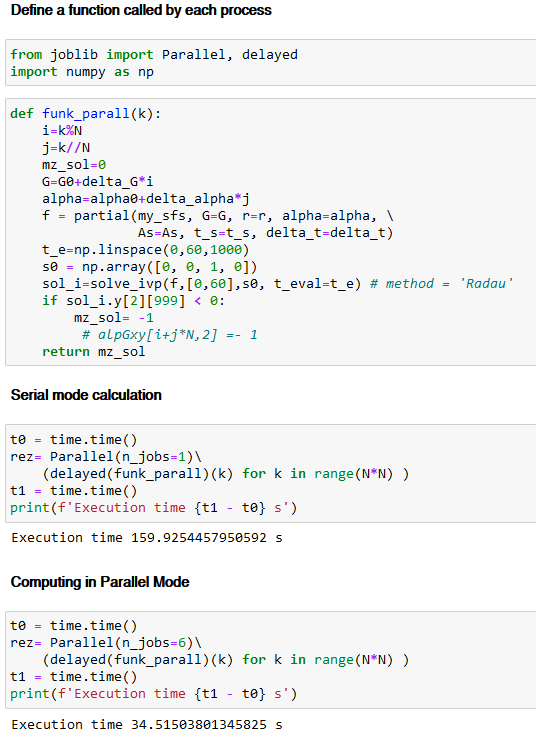 Define a function called by each process
from joblib import Parallel, delayed
import numpy as np
def funk_parall(k):
    i=k%N
    j=k//N
    mz_sol=0
    G=G0+delta_G*i
    alpha=alpha0+delta_alpha*j
    f = partial(my_sfs, G=G, r=r, alpha=alpha, \
                As=As, t_s=t_s, delta_t=delta_t)
    t_e=np.linspace(0,60,1000)
    s0 = np.array([0, 0, 1, 0])
    sol_i=solve_ivp(f,[0,60],s0, t_eval=t_e) # method = 'Radau'
    if sol_i.y[2][999] < 0:
        mz_sol= -1
         # alpGxy[i+j*N,2] =- 1
    return mz_sol
Serial mode calculation
t0 = time.time()
rez= Parallel(n_jobs=1)\
    (delayed(funk_parall)(k) for k in range(N*N) )
t1 = time.time()
print(f'Execution time {t1 - t0} s')
Execution time 159.9254457950592 s
Computing in Parallel Mode
t0 = time.time()
rez= Parallel(n_jobs=6)\
    (delayed(funk_parall)(k) for k in range(N*N) )
t1 = time.time()
print(f'Execution time {t1 - t0} s')
Execution time 34.51503801345825 s